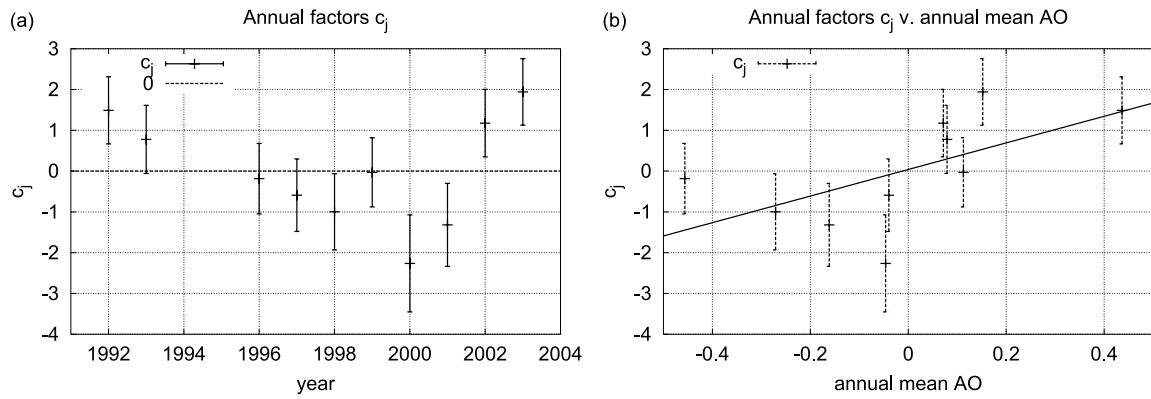 (a)
Annual factors c_j
3
2
1
0
-1
-2
-3
-4
c_j
c_j
0
1992 1994 1996 1998 2000 2002 2004
year
(b)
Annual factors c_j v. annual mean AO
3
2
1
0
-1
-2
-3
-4
c_j
c_j
-0.4 -0.2 0 0.2 0.4
annual mean AO